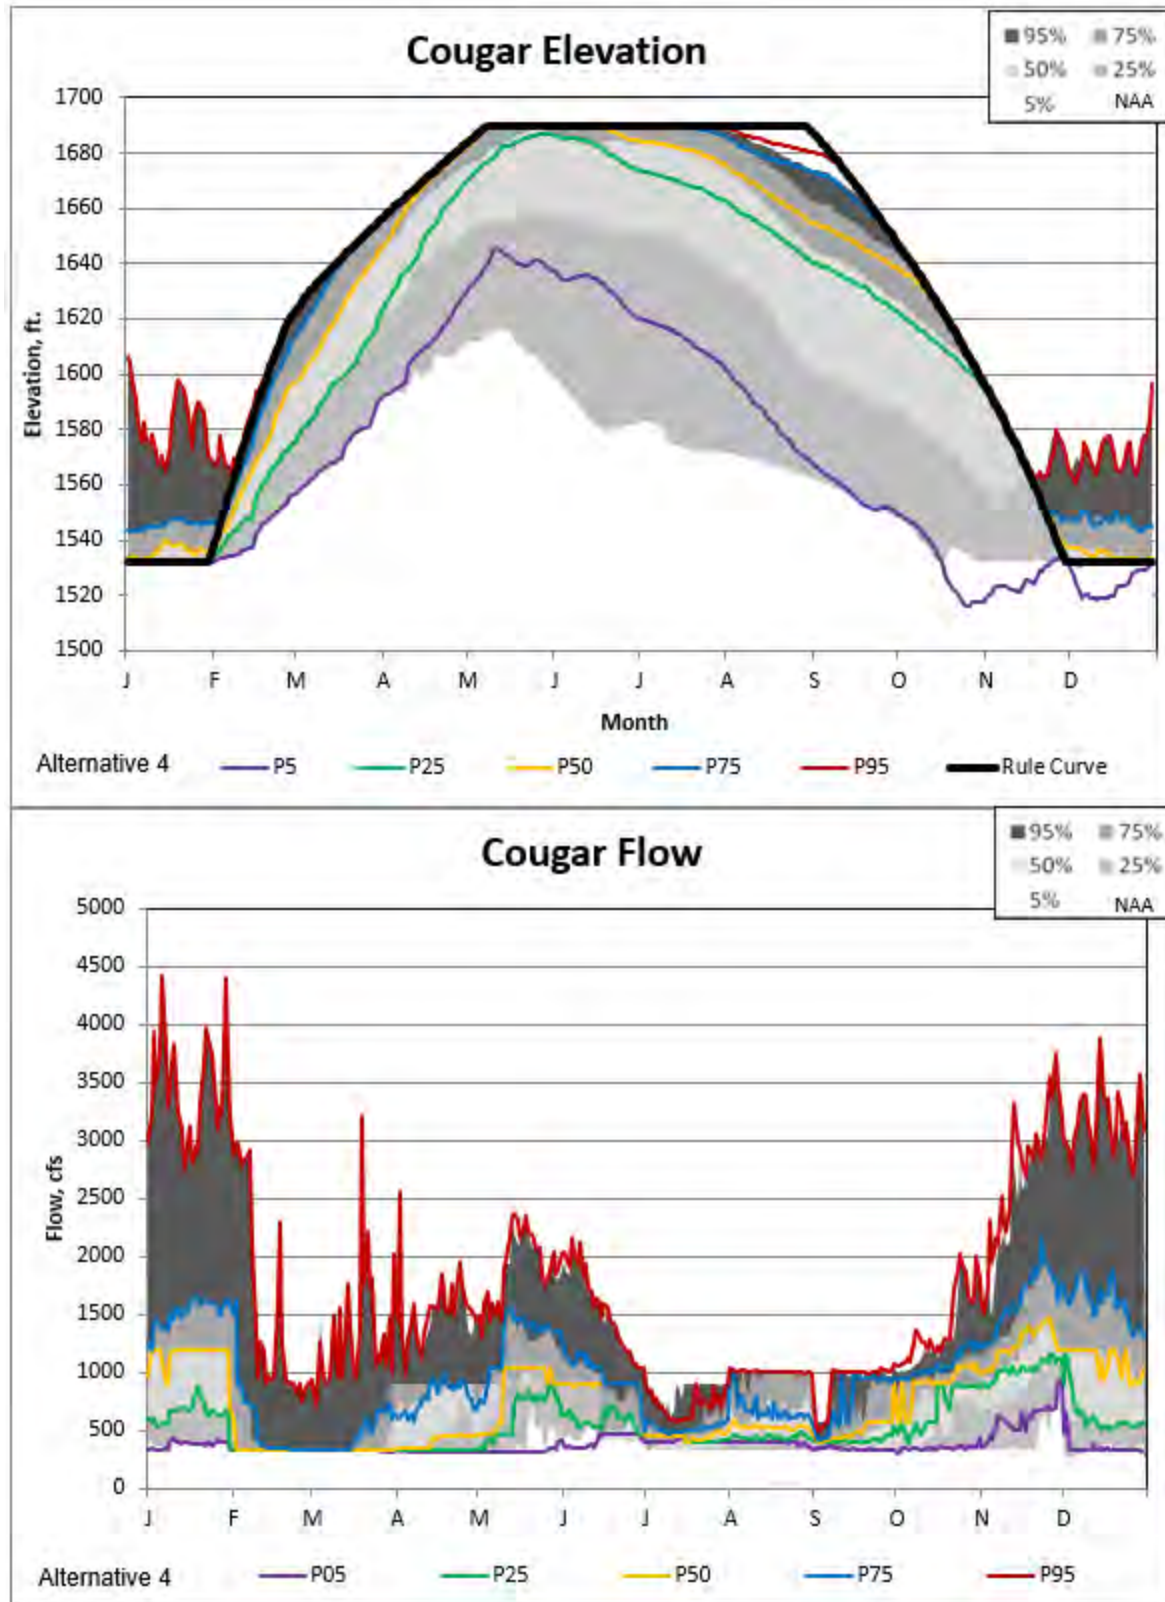 Cougar Elevation
95% 75%
50% 25%
5% NAA
1700
1680
1660
1640
1620
1600
1580
1560
1540
1520
1500
Elevation, ft.
J F M A M J J A S O N D
Month
Alternative 4 P5 P25 P50 P75 P95 Rule Curve
Cougar Flow
95% 75%
50% 25%
5% NAA
5000
4500
4000
3500
3000
2500
2000
1500
1000
500
0
Flow, cfs
J F M A M J J A S O N D
Alternative 4 P05 P25 P50 P75 P95